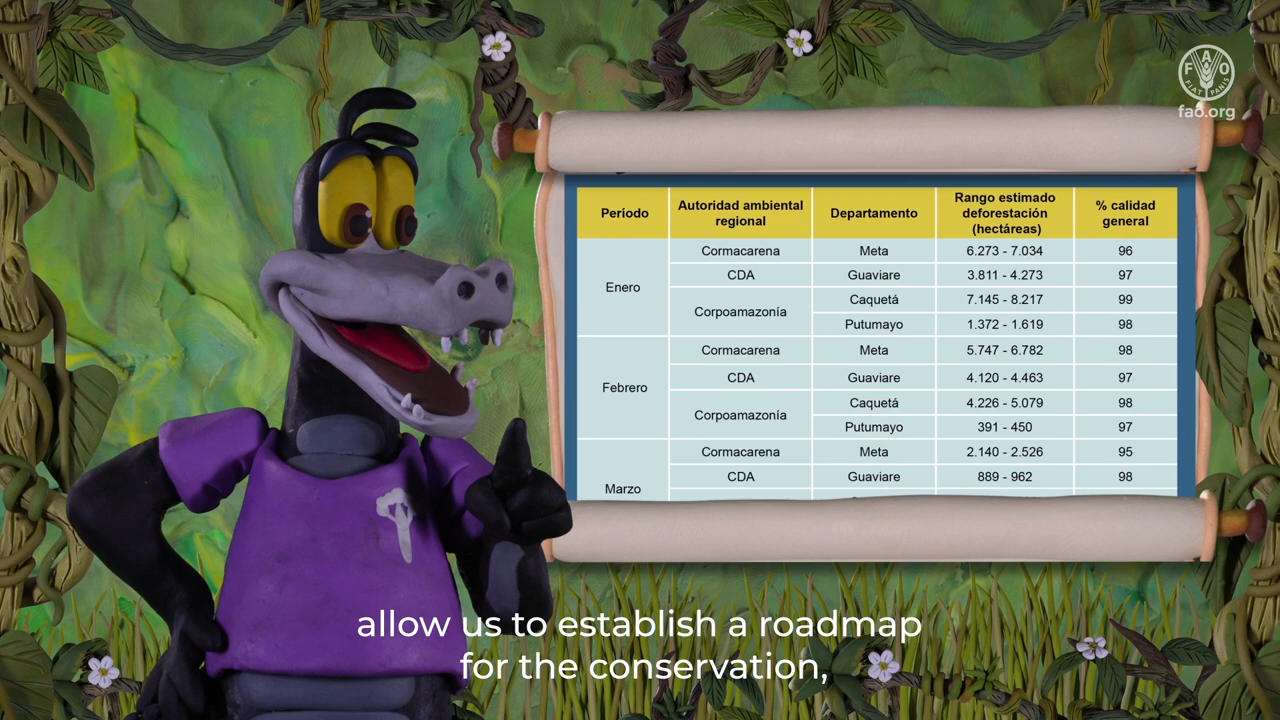 FAO
FIAT PANIS
fao.org
Período | Autoridad ambiental regional | Departamento | Rango estimado deforestación (hectáreas) | % calidad general
Enero | Cormacarena | Meta | 6.273 - 7.034 | 96
CDA | Guaviare | 3.811 - 4.273 | 97
Corpoamazonía | Caquetá | 7.145 - 8.217 | 99
Putumayo | 1.372 - 1.619 | 98
Febrero | Cormacarena | Meta | 5.747 - 6.782 | 98
CDA | Guaviare | 4.120 - 4.463 | 97
Corpoamazonía | Caquetá | 4.226 - 5.079 | 98
Putumayo | 391 - 450 | 97
Marzo | Cormacarena | Meta | 2.140 - 2.526 | 95
CDA | Guaviare | 889 - 962 | 98
allow us to establish a roadmap
for the conservation,